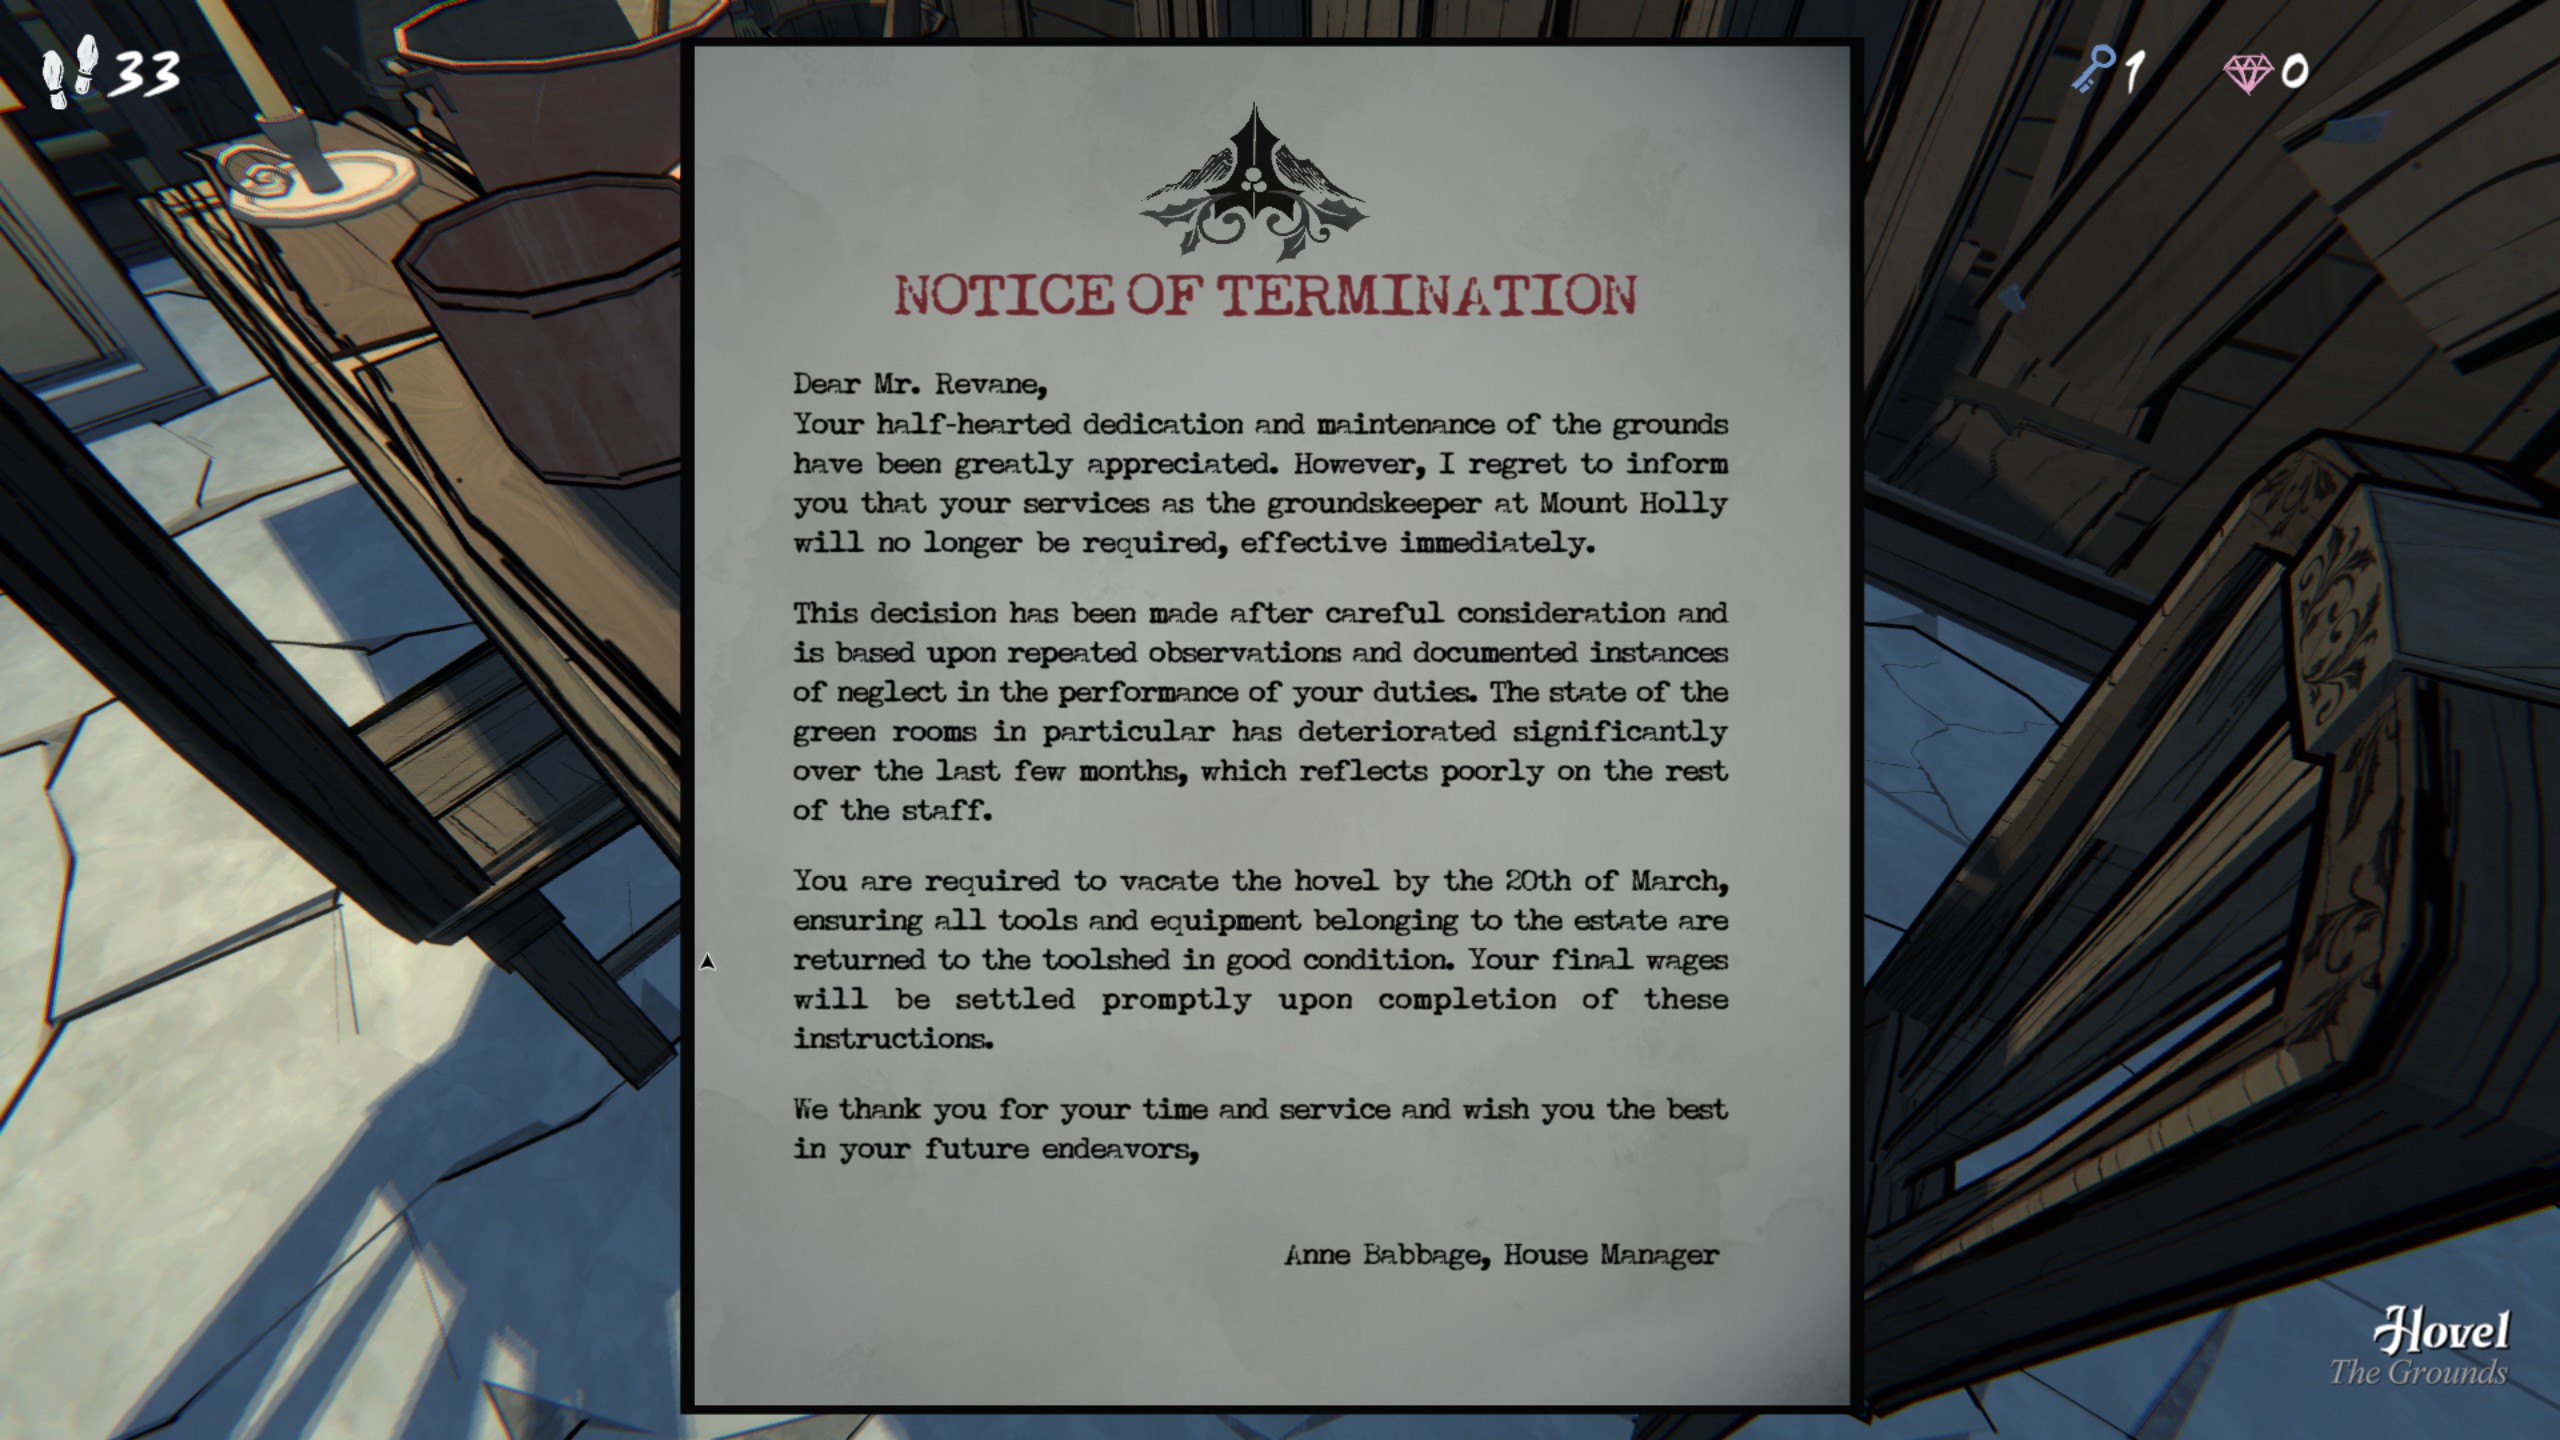 33
1
0
NOTICE OF TERMINATION
Dear Mr. Revane,
Your half-hearted dedication and maintenance of the grounds
have been greatly appreciated. However, I regret to inform
you that your services as the groundskeeper at Mount Holly
will no longer be required, effective immediately.
This decision has been made after careful consideration and
is based upon repeated observations and documented instances
of neglect in the performance of your duties. The state of the
green rooms in particular has deteriorated significantly
over the last few months, which reflects poorly on the rest
of the staff.
You are required to vacate the hovel by the 20th of March,
ensuring all tools and equipment belonging to the estate are
returned to the toolshed in good condition. Your final wages
will be settled promptly upon completion of these
instructions.
We thank you for your time and service and wish you the best
in your future endeavors,
Anne Babbage, House Manager
Hovel
The Grounds